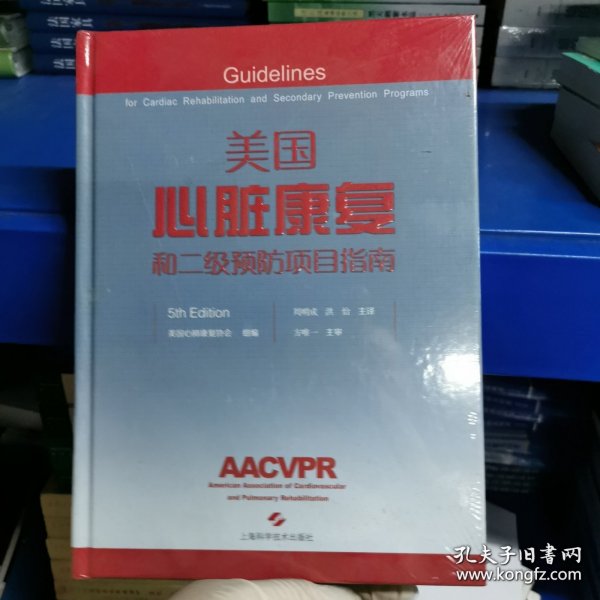 Guidelines
for Cardiac Rehabilitation and Secondary Prevention Programs
美国
心脏康复
和二级预防项目指南
5th Edition
周明成 洪怡 主译
美国心肺康复协会 组编
方唯一 主审
AACVPR
American Association of Cardiovascular
and Pulmonary Rehabilitation
上海科学技术出版社
孔夫子旧书网
www.kongfz.com